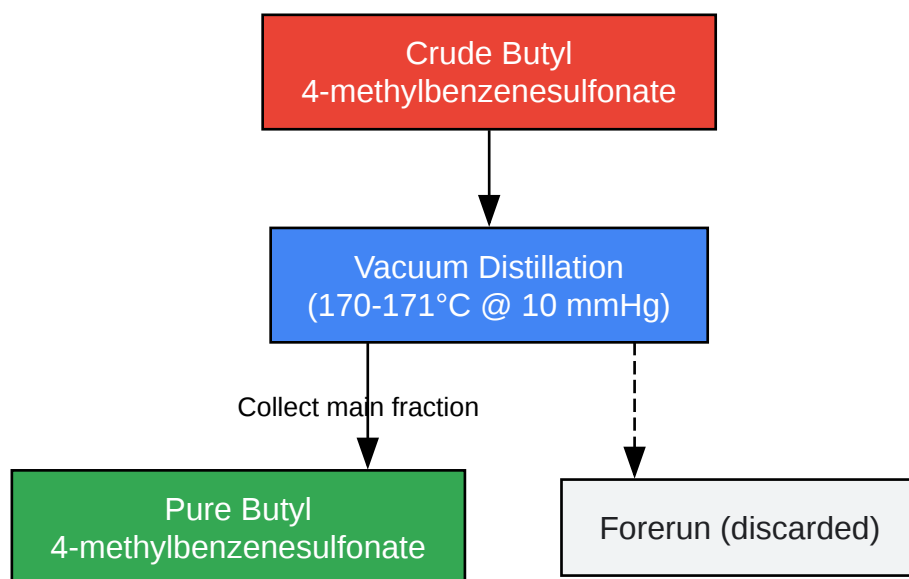 Crude Butyl
4-methylbenzenesulfonate
Vacuum Distillation
(170-171°C @ 10 mmHg)
Collect main fraction
Pure Butyl
4-methylbenzenesulfonate
Forerun (discarded)